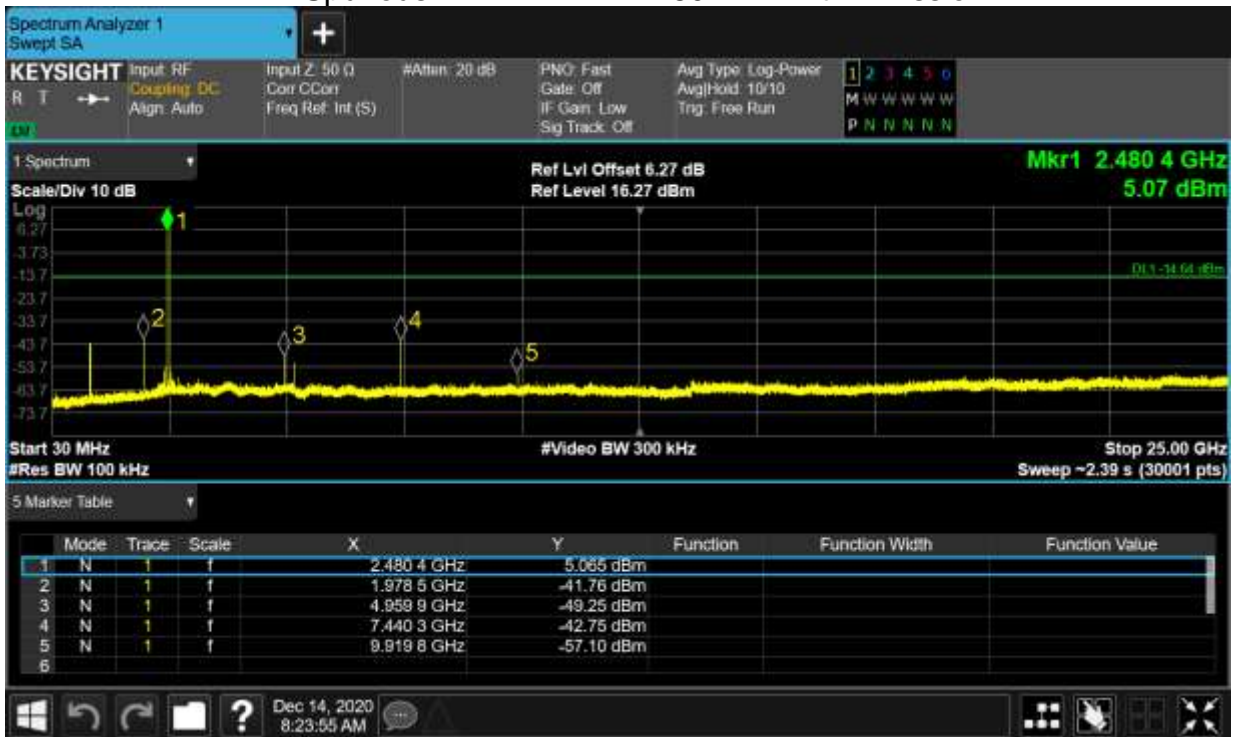 Spectrum Analyzer 1
Swept SA
+
KEYSIGHT Input: RF Input Z: 50 Ω #Atten: 20 dB PNO: Fast Avg Type: Log-Power 1 2 3 4 5 6
R T Coupling: DC Corr CCorr Gate: Off Avg|Hold: 10/10 M W W W W W
Align: Auto Freq Ref: Int (S) IF Gain: Low Trig: Free Run P N N N N N
Sig Track: Off
1 Spectrum Ref Lvl Offset 6.27 dB Mkr1 2.480 4 GHz
Scale/Div 10 dB Ref Level 16.27 dBm 5.07 dBm
Log
6.27
-3.73
-13.7
DL1 -14.64 dBm
-23.7
-33.7
-43.7
-53.7
-63.7
-73.7
1
2
3
4
5
Start 30 MHz #Video BW 300 kHz Stop 25.00 GHz
#Res BW 100 kHz Sweep ~2.39 s (30001 pts)
5 Marker Table
Mode Trace Scale X Y Function Function Width Function Value
1 N 1 f 2.480 4 GHz 5.065 dBm
2 N 1 f 1.978 5 GHz -41.76 dBm
3 N 1 f 4.959 9 GHz -49.25 dBm
4 N 1 f 7.440 3 GHz -42.75 dBm
5 N 1 f 9.919 8 GHz -57.10 dBm
6
? Dec 14, 2020
8:23:55 AM